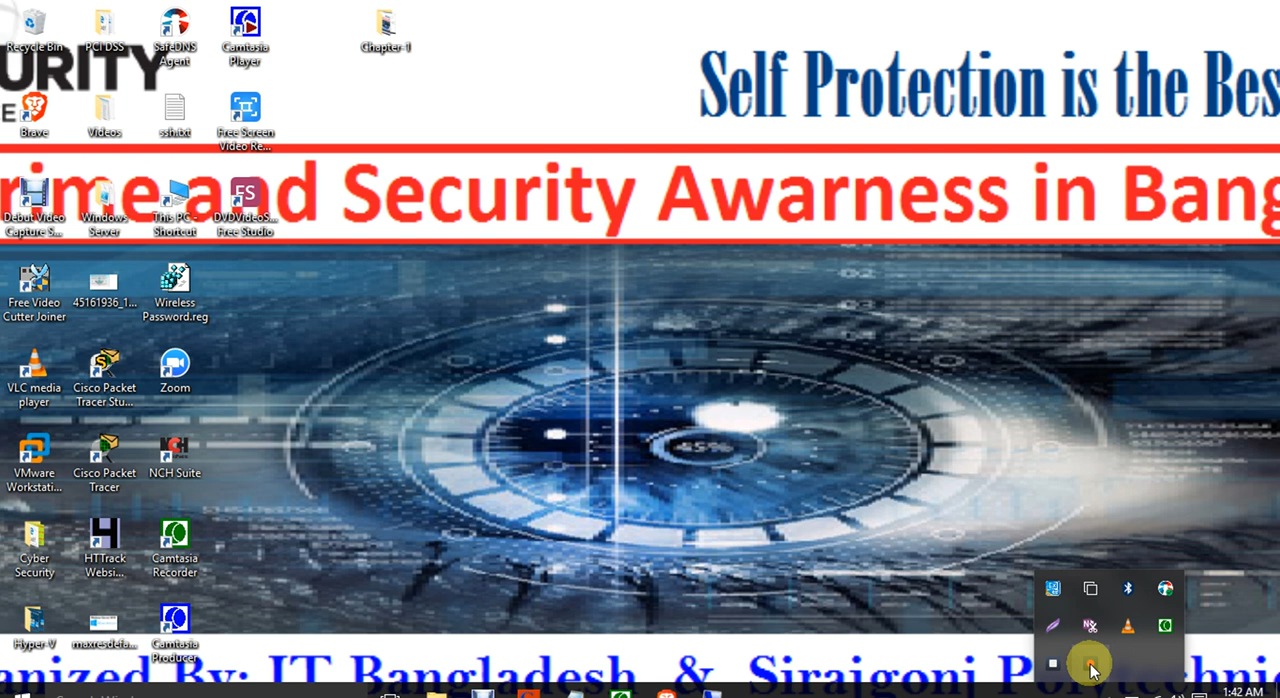 Recycle Bin
PCI DSS
SafeDNS Agent
Camtasia Player
Chapter-1
URITY
E
Self Protection is the Bes
Brave
Videos
ssh.txt
Free Screen Video Re...
rime and Security Awarness in Bang
Debut Video Capture S...
Windows Server
This PC - Shortcut
FS
DVDVideoS... Free Studio
Free Video Cutter Joiner
45161936_1...
Wireless Password.reg
VLC media player
Cisco Packet Tracer Stu...
Zoom
45%
VMware Workstati...
Cisco Packet Tracer
NCH
NCH Suite
Cyber Security
HTTrack Websi...
Camtasia Recorder
Hyper-V
maxresdefa...
Camtasia Producer
anized By: IT Bangladesh & Sirajgonj
1:42 AM